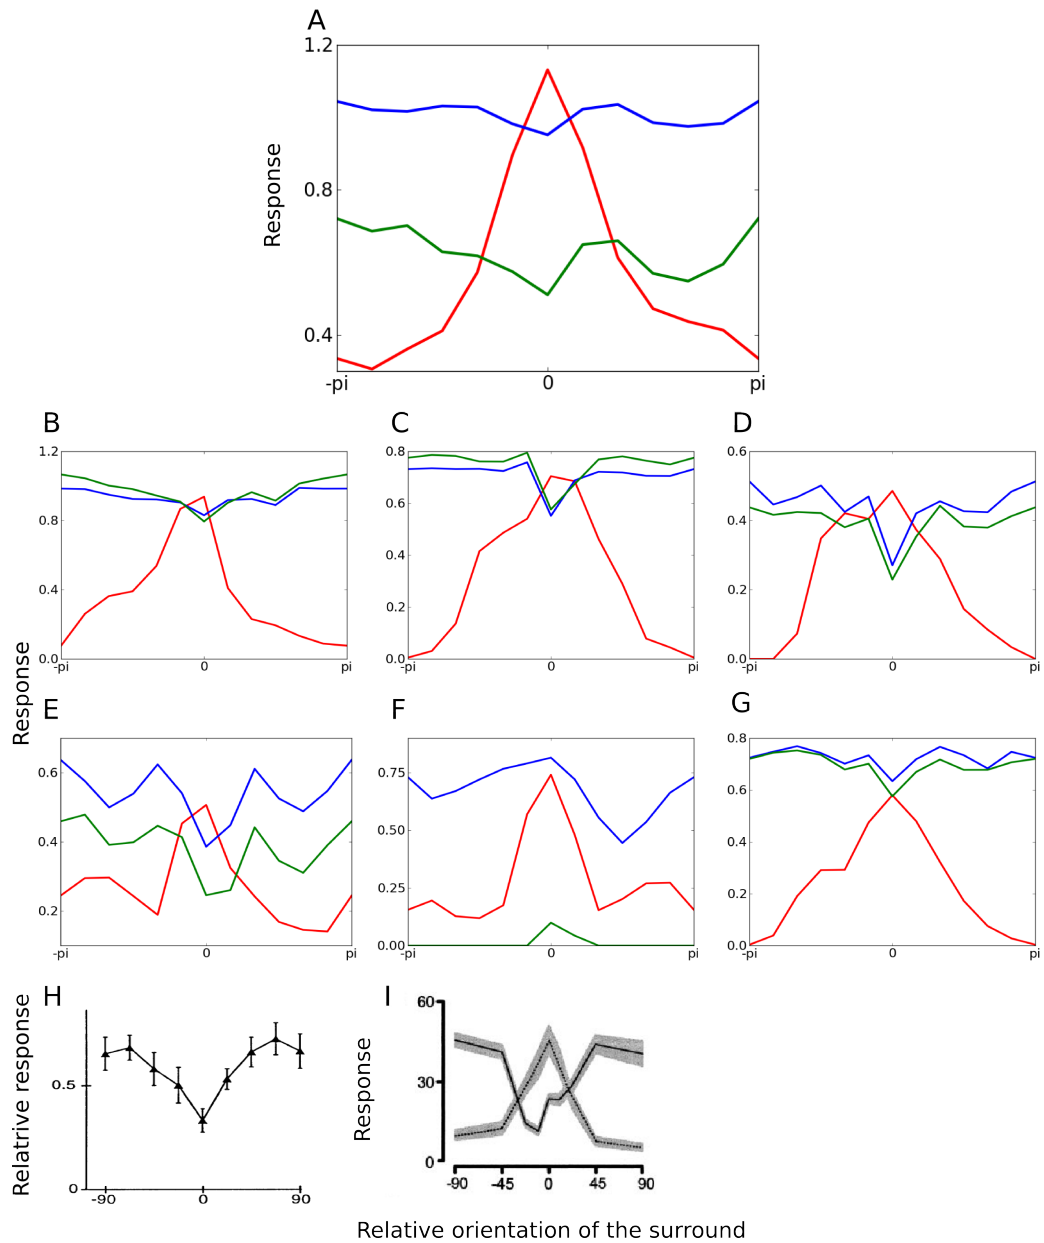 A
1.2
0.8
0.4
-pi 0 pi
Response
B
1.2
0.8
0.4
0.0
-pi 0 pi
C
0.8
0.6
0.4
0.2
0.0
-pi 0 pi
D
0.6
0.4
0.2
0.0
-pi 0 pi
Response
E
0.6
0.4
0.2
-pi 0 pi
F
0.75
0.50
0.25
0.00
-pi 0 pi
G
0.8
0.6
0.4
0.2
0.0
-pi 0 pi
H
Relatrive response
0.5
0
-90 0 90
I
Response
60
30
0
-90 -45 0 45 90
Relative orientation of the surround